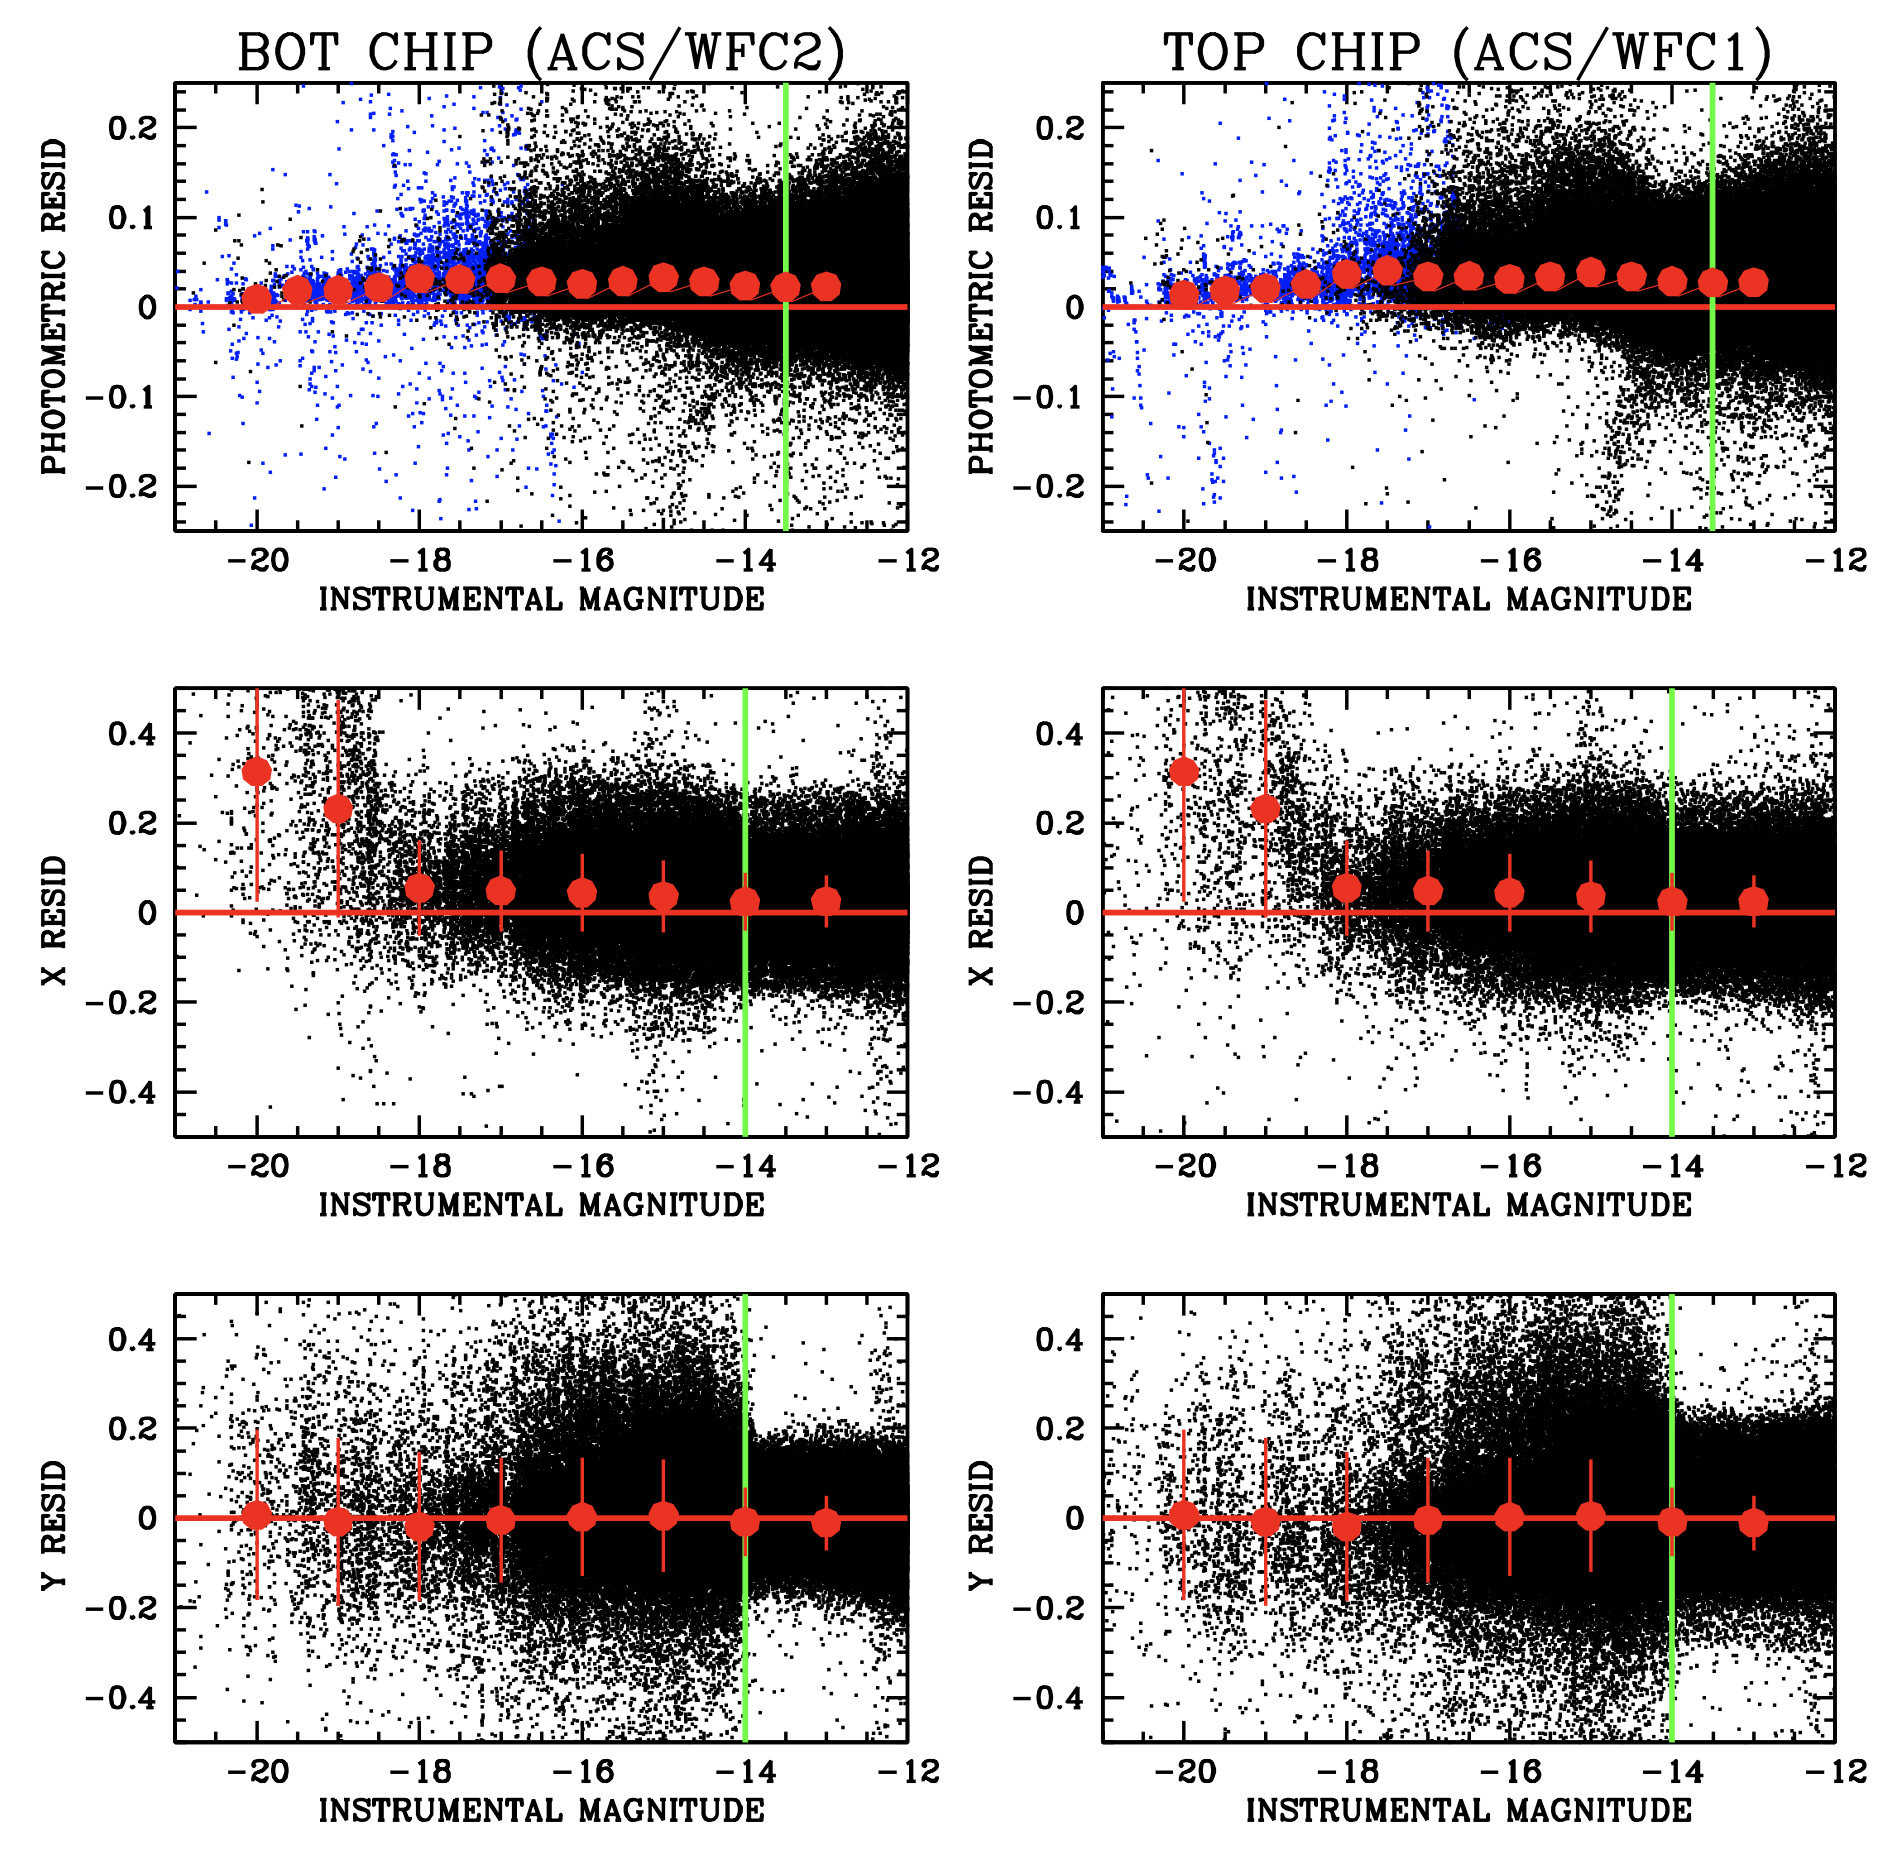 BOT CHIP (ACS/WFC2)
TOP CHIP (ACS/WFC1)
PHOTOMETRIC RESID
0.2
0.1
0
-0.1
-0.2
-20 -18 -16 -14 -12
INSTRUMENTAL MAGNITUDE
PHOTOMETRIC RESID
0.2
0.1
0
-0.1
-0.2
-20 -18 -16 -14 -12
INSTRUMENTAL MAGNITUDE
X RESID
0.4
0.2
0
-0.2
-0.4
-20 -18 -16 -14 -12
INSTRUMENTAL MAGNITUDE
X RESID
0.4
0.2
0
-0.2
-0.4
-20 -18 -16 -14 -12
INSTRUMENTAL MAGNITUDE
Y RESID
0.4
0.2
0
-0.2
-0.4
-20 -18 -16 -14 -12
INSTRUMENTAL MAGNITUDE
Y RESID
0.4
0.2
0
-0.2
-0.4
-20 -18 -16 -14 -12
INSTRUMENTAL MAGNITUDE